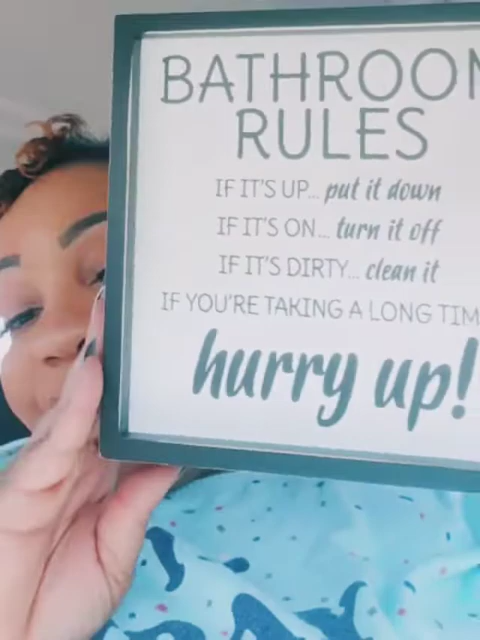 BATHROOM
RULES
IF IT'S UP... put it down
IF IT'S ON... turn it off
IF IT'S DIRTY... clean it
IF YOU'RE TAKING A LONG TIM
hurry up!